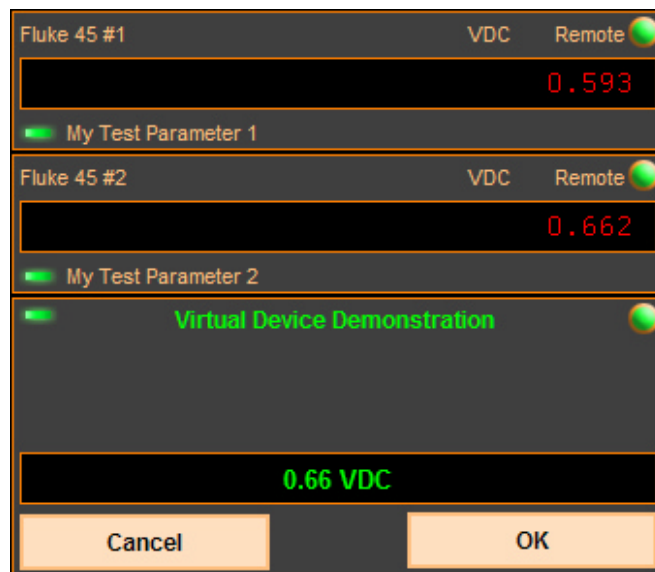 Fluke 45 #1 VDC Remote
0.593
My Test Parameter 1
Fluke 45 #2 VDC Remote
0.662
My Test Parameter 2
Virtual Device Demonstration
0.66 VDC
Cancel OK